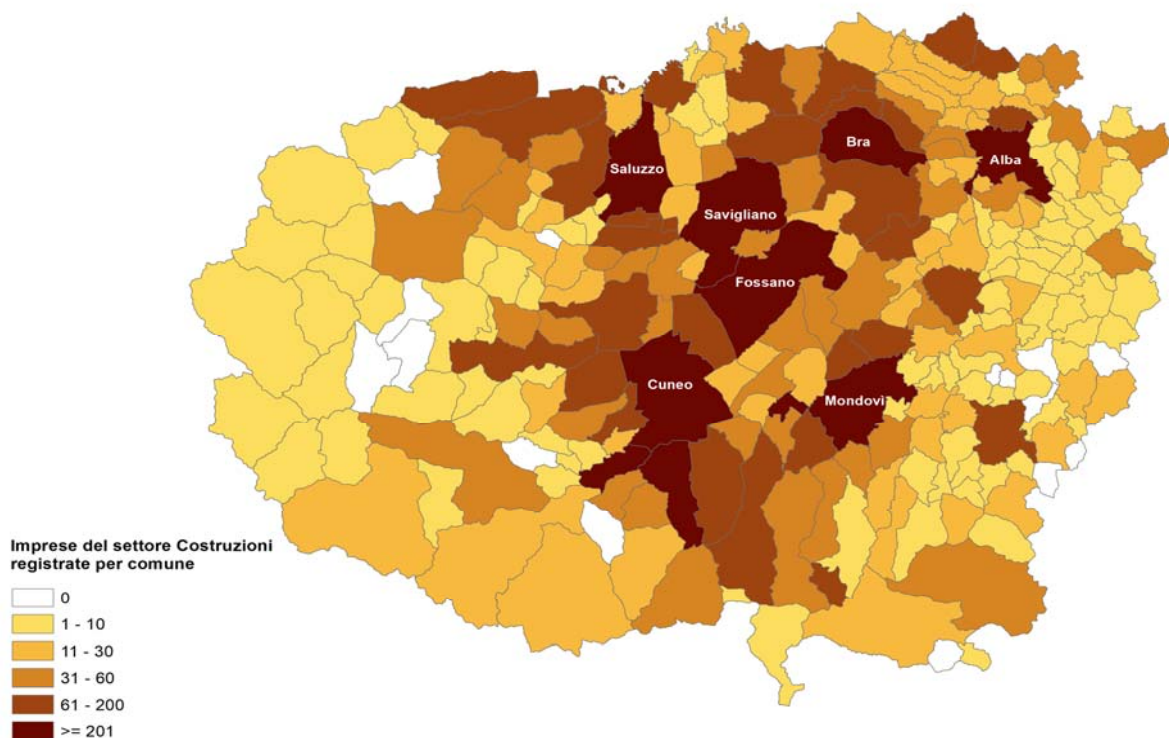 Bra
Alba
Saluzzo
Savigliano
Fossano
Cuneo
Mondovì
Imprese del settore Costruzioni
registrate per comune
0
1 - 10
11 - 30
31 - 60
61 - 200
>= 201